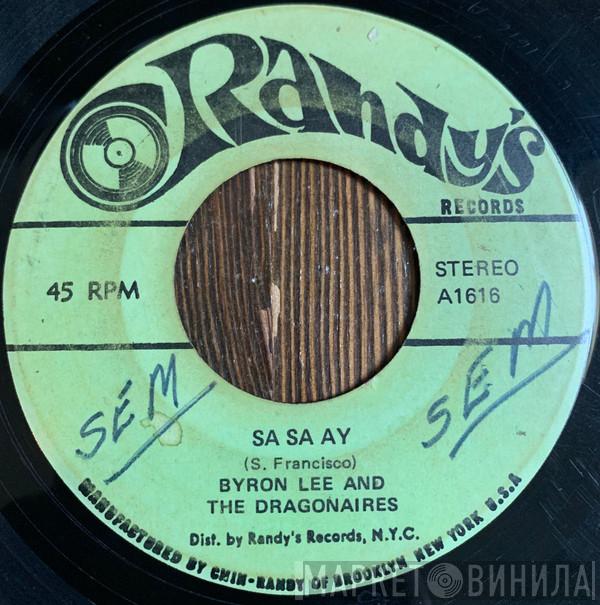 Randy's
RECORDS
45 RPM
STEREO
A1616
SEM
SEM
SA SA AY
(S. Francisco)
BYRON LEE AND
THE DRAGONAIRES
Dist. by Randy's Records, N.Y.C.
MANUFACTURED BY CHIN-RANDY OF BROOKLYN NEW YORK U.S.A
МАРКЕТ ВИНИЛА